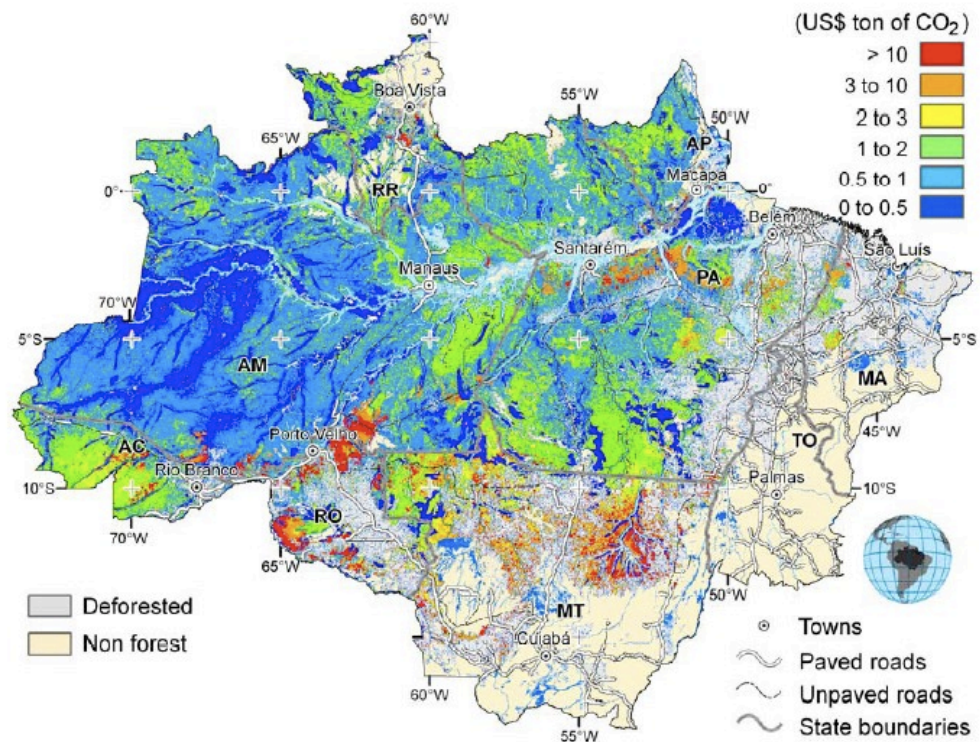 (US$ ton of CO₂)
> 10
3 to 10
2 to 3
1 to 2
0.5 to 1
0 to 0.5
60°W
Boa Vista
55°W
65°W
50°W
AP
Macapá
0°
RR
0°
Belém
Santarém
São Luís
Manaus
PA
70°W
5°S
5°S
AM
MA
AC
Porto Velho
TO
45°W
Rio Branco
Palmas
10°S
10°S
RO
70°W
65°W
50°W
MT
Cuiabá
Deforested
Non forest
Towns
Paved roads
Unpaved roads
State boundaries
60°W
55°W